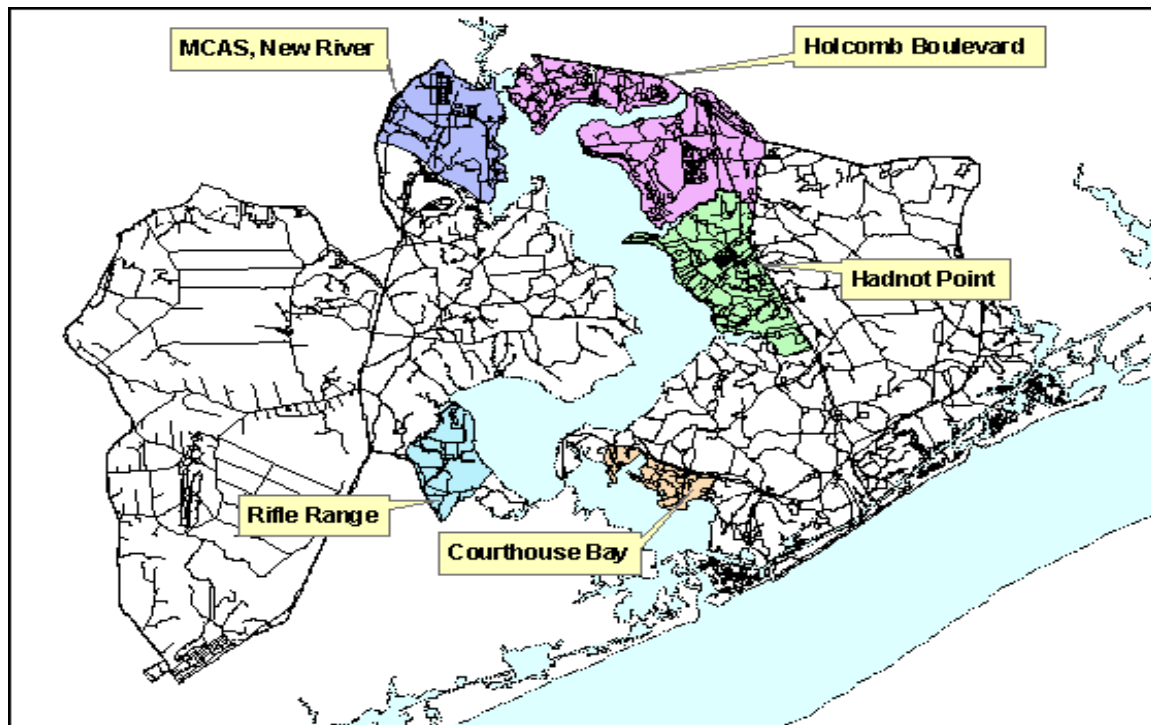 MCAS, New River
Holcomb Boulevard
Hadnot Point
Rifle Range
Courthouse Bay